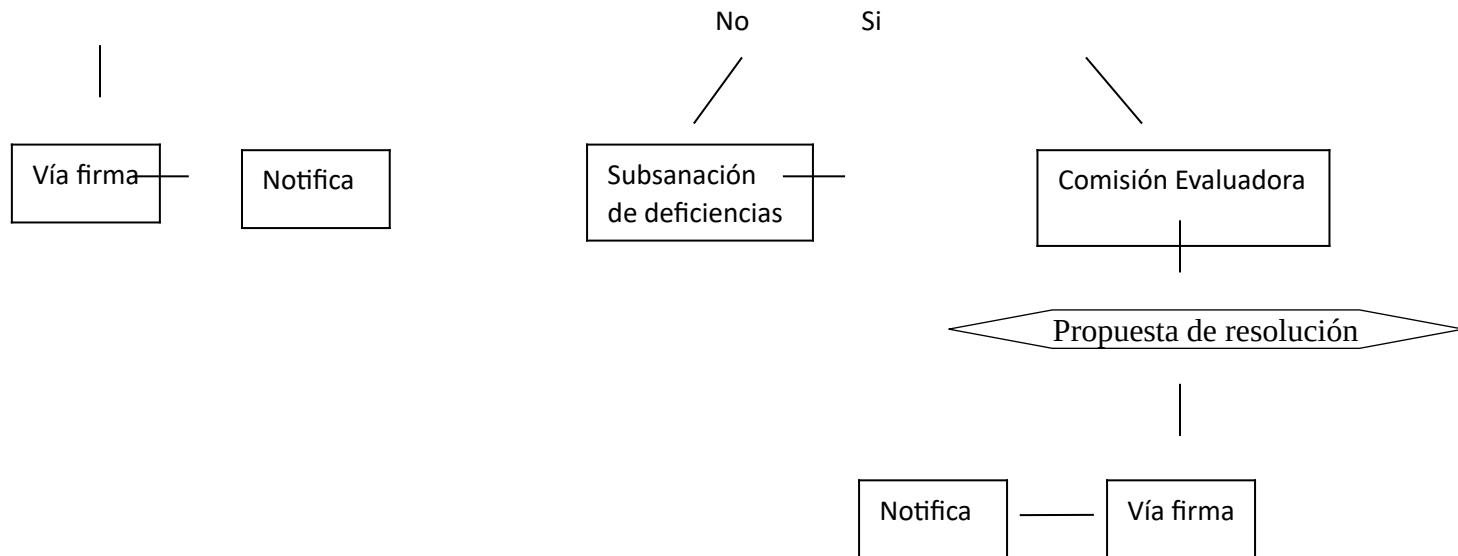 No Si
Vía firma
Notifica
Subsanación
de deficiencias
Comisión Evaluadora
Propuesta de resolución
Notifica
Vía firma